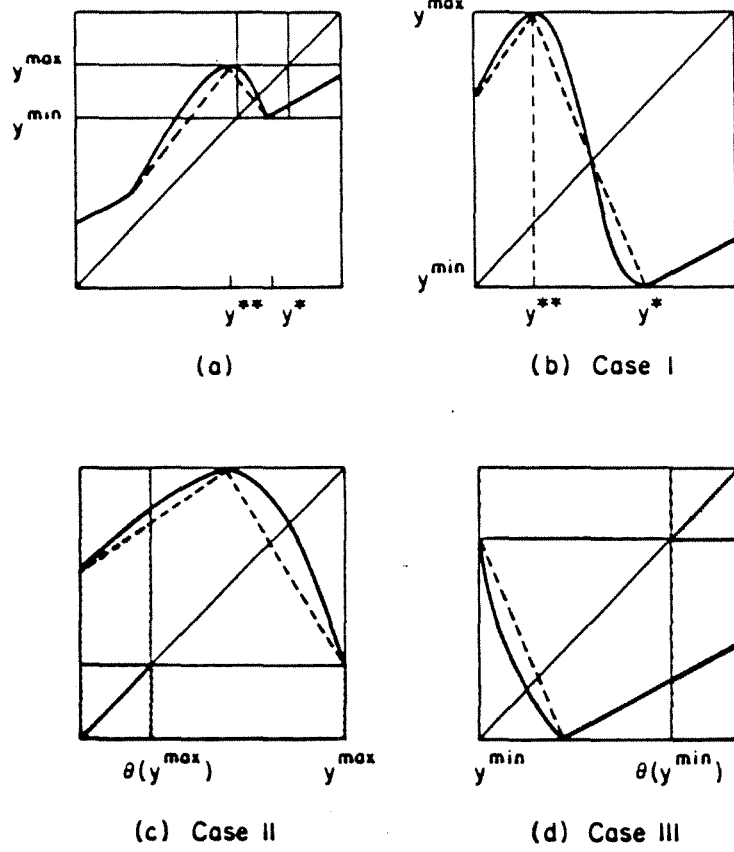 y^max
y^min
y^** y^*
(a)
y^max
y^min
y^** y^*
(b) Case I
θ(y^max) y^max
(c) Case II
y^min θ(y^min)
(d) Case III